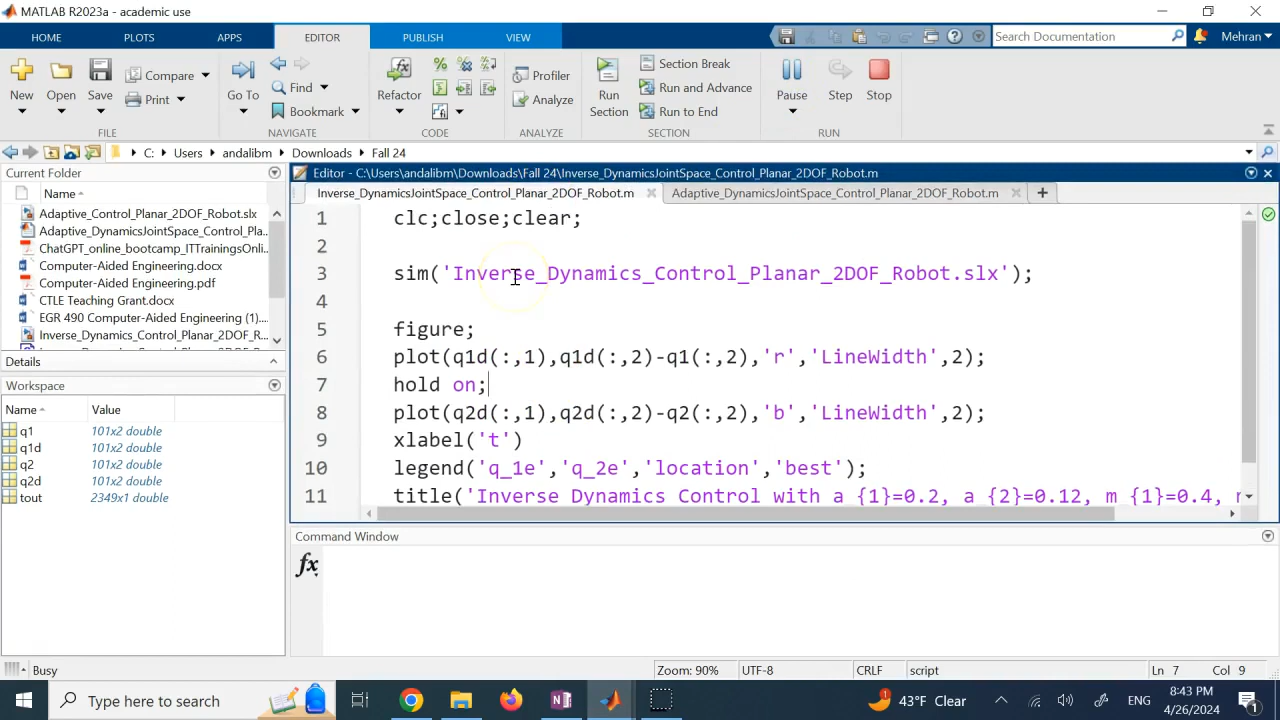 MATLAB R2023a - academic use
HOME PLOTS APPS EDITOR PUBLISH VIEW Search Documentation Mehran
New Open Save Compare Print
Go To Find Bookmark
Refactor
Profiler Analyze
Run Section Section Break Run and Advance Run to End
Pause Step Stop
FILE NAVIGATE CODE ANALYZE SECTION RUN
C: Users andalibm Downloads Fall 24
Current Folder
Name
Adaptive_Control_Planar_2DOF_Robot.slx
Adaptive_DynamicsJointSpace_Control_Pla...
ChatGPT_online_bootcamp_ITTrainingsOnli...
Computer-Aided Engineering.docx
Computer-Aided Engineering.pdf
CTLE Teaching Grant.docx
EGR 490 Computer-Aided Engineering (1)....
Inverse_DynamicsJointSpace_Control_Planar_2DOF_R...
Details
Workspace
Name Value
q1 101x2 double
q1d 101x2 double
q2 101x2 double
q2d 101x2 double
tout 2349x1 double
Editor - C:\Users\andalibm\Downloads\Fall 24\Inverse_DynamicsJointSpace_Control_Planar_2DOF_Robot.m
Inverse_DynamicsJointSpace_Control_Planar_2DOF_Robot.m Adaptive_DynamicsJointSpace_Control_Planar_2DOF_Robot.m
1 clc;close;clear;
2
3 sim('Inverse_Dynamics_Control_Planar_2DOF_Robot.slx');
4
5 figure;
6 plot(q1d(:,1),q1d(:,2)-q1(:,2),'r','LineWidth',2);
7 hold on;
8 plot(q2d(:,1),q2d(:,2)-q2(:,2),'b','LineWidth',2);
9 xlabel('t')
10 legend('q_1e','q_2e','location','best');
11 title('Inverse Dynamics Control with a_{1}=0.2, a_{2}=0.12, m_{1}=0.4,
Command Window
fx
Busy
Zoom: 90% UTF-8 CRLF script Ln 7 Col 9
Type here to search
1 43°F Clear ENG
8:43 PM
4/26/2024
1